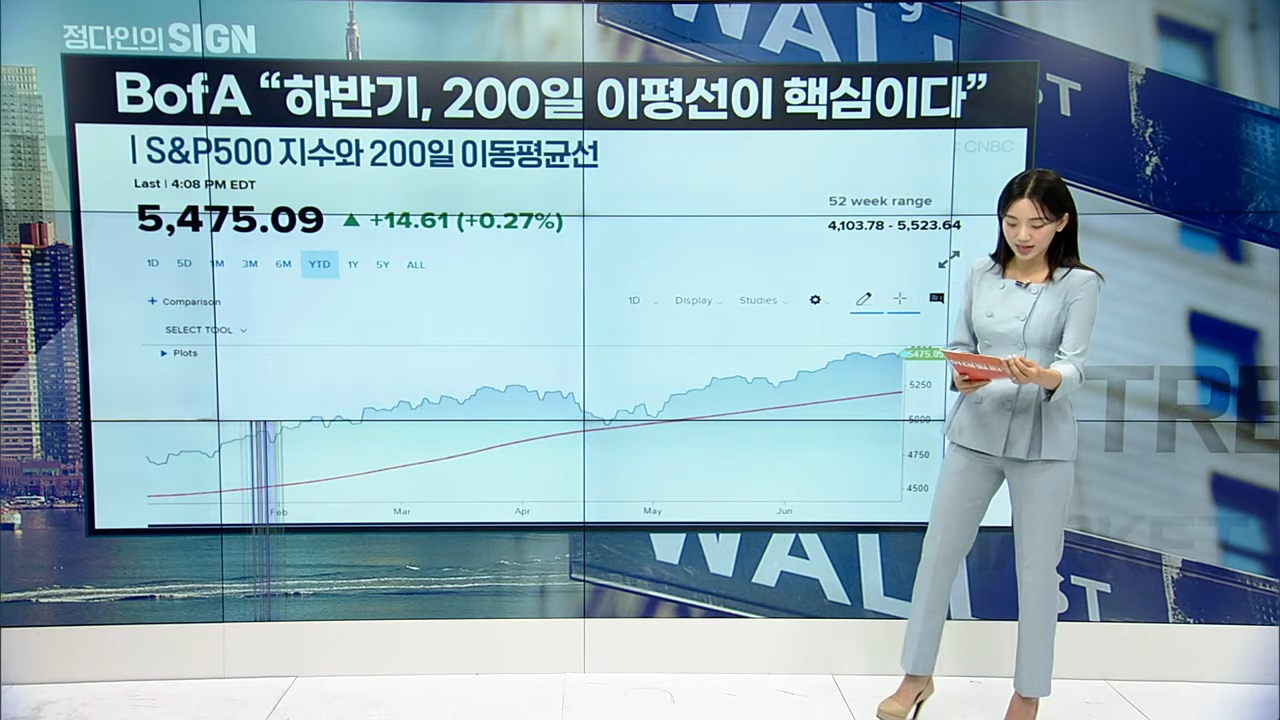 정다인의 SIGN
BofA “하반기, 200일 이평선이 핵심이다”
| S&P500 지수와 200일 이동평균선
CNBC
Last | 4:08 PM EDT
5,475.09 ▲ +14.61 (+0.27%)
52 week range
4,103.78 - 5,523.64
1D 5D 1M 3M 6M YTD 1Y 5Y ALL
+ Comparison
1D Display Studies
SELECT TOOL
▶ Plots
5475.09
5250
5000
4750
4500
Feb Mar Apr May Jun
WALL
ST
WALL
ST